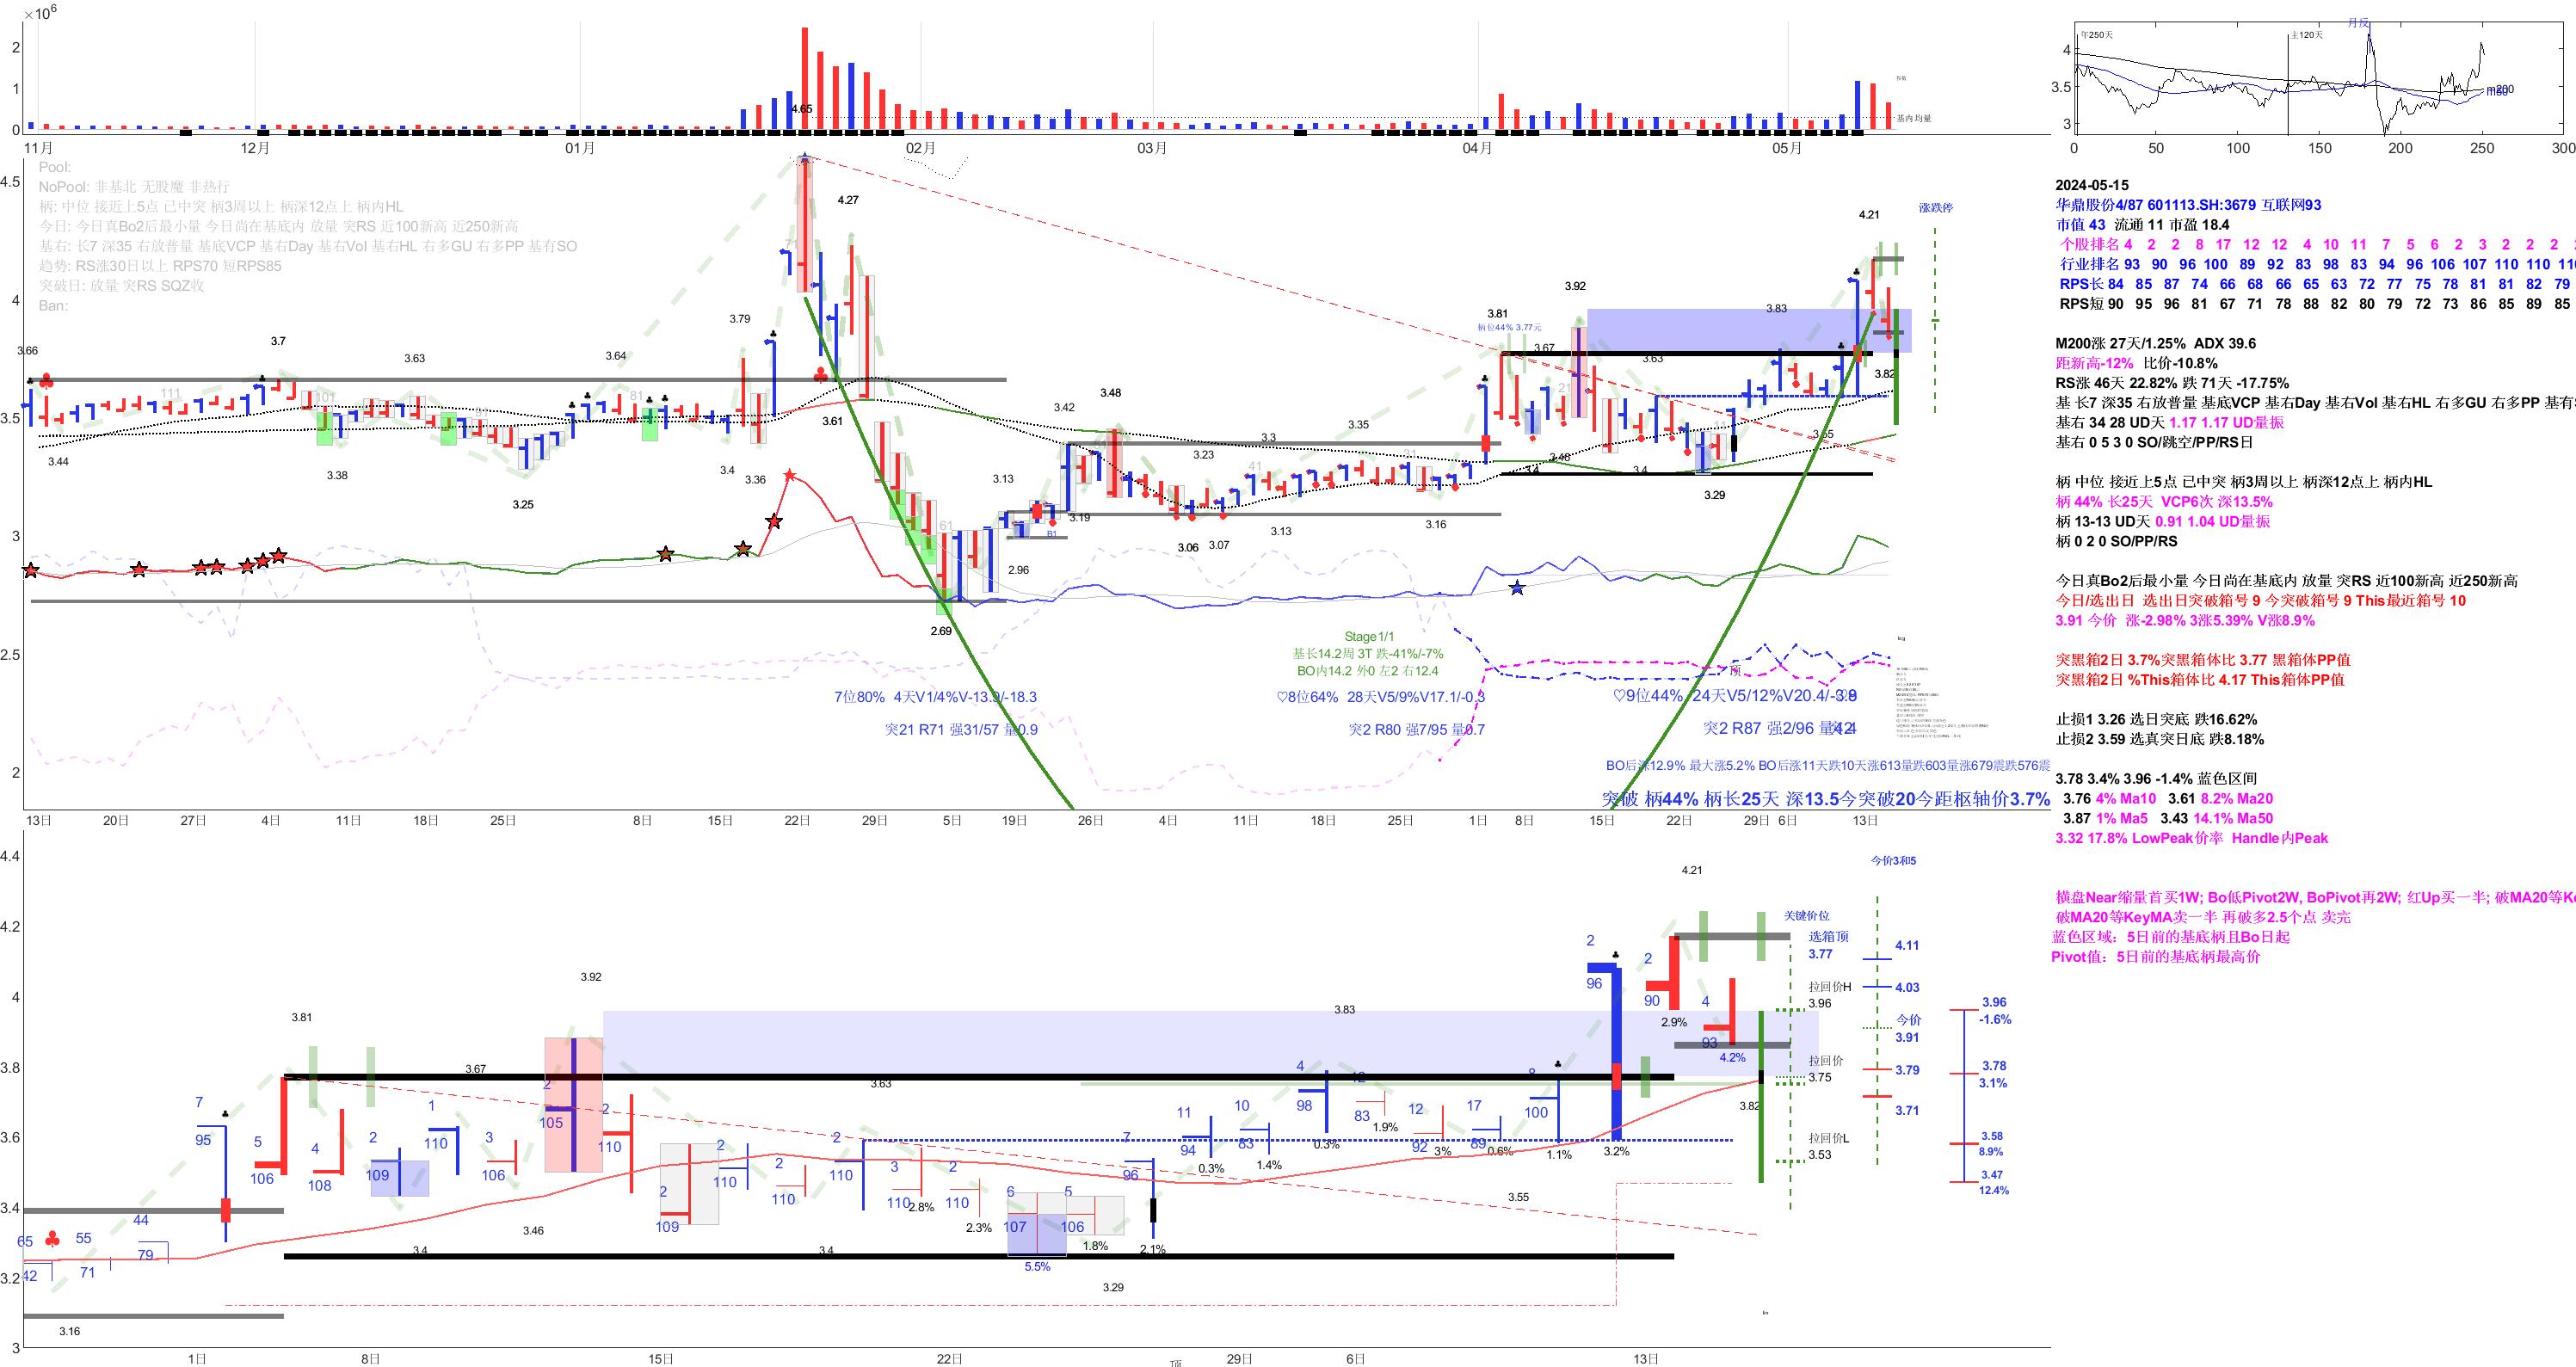 ×10⁶
2
1
0
11月 12月 01月 02月 03月 04月 05月
4.65
基内均量
Pool:
NoPool: 非基北 无股魔 非热行
柄: 中位 接近上5点 己中突 柄3周以上 柄深12点上 柄内HL
今日: 今日真Bo2后最小量 今日尚在基底内 放量 突RS 近100新高 近250新高
基右: 长7 深35 右放普量 基底VCP 基右Day 基右Vol 基右HL 右多GU 右多PP 基有SO
趋势: RS涨30日以上 RPS70 短RPS85
突破日: 放量 突RS SQZ收
Ban:
4.5
4
3.5
3
2.5
2
3.66
3.44
111
3.7
101
3.38
3.63
91
3.25
3.64
81
3.79
3.4
3.36
4.27
3.61
61
2.69
3.13
2.96
B1
3.42
3.19
3.48
3.06
3.23
3.07
41
3.3
3.13
3.35
31
3.16
3.81
柄位44% 3.77元
3.67
3.4
3.92
21
3.46
3.63
3.4
11
3.29
3.83
3.55
4.21
3.82
涨跌停
Stage1/1
基长14.2周 3T 跌-41%/-7%
BO内14.2 外0 左2 右12.4
顶
7位80% 4天V1/4%V-13.9/-18.3
突21 R71 强31/57 量0.9
♡8位64% 28天V5/9%V17.1/-0.3
突2 R80 强7/95 量0.7
♡9位44% 24天V5/12%V20.4/-3.9
突2 R87 强2/96
BO后涨12.9% 最大涨5.2% BO后涨11天跌10天涨613量跌603量涨679震跌576震
突破 柄44% 柄长25天 深13.5今突破20今距枢轴价3.7%
13日 20日 27日 4日 11日 18日 25日 8日 15日 22日 29日 5日 19日 26日 4日 11日 18日 25日 1日 8日 15日 22日 29日 6日 13日
月反
年250天
主120天
4
3.5
3
m200
0 50 100 150 200 250 300
2024-05-15
华鼎股份4/87 601113.SH:3679 互联网93
市值 43 流通 11 市盈 18.4
个股排名 4 2 2 8 17 12 12 4 10 11 7 5 6 2 3 2 2 2
行业排名 93 90 96 100 89 92 83 98 83 94 96 106 107 110 110
RPS长 84 85 87 74 66 68 66 65 63 72 77 75 78 81 81 82 79
RPS短 90 95 96 81 67 71 78 88 82 80 79 72 73 86 85 89 85
M200涨 27天/1.25% ADX 39.6
距新高-12% 比价-10.8%
RS涨 46天 22.82% 跌 71天 -17.75%
基 长7 深35 右放普量 基底VCP 基右Day 基右Vol 基右HL 右多GU 右多PP 基有
基右 34 28 UD天 1.17 1.17 UD量振
基右 0 5 3 0 SO/跳空/PP/RS日
柄 中位 接近上5点 己中突 柄3周以上 柄深12点上 柄内HL
柄 44% 长25天 VCP6次 深13.5%
柄 13-13 UD天 0.91 1.04 UD量振
柄 0 2 0 SO/PP/RS
今日真Bo2后最小量 今日尚在基底内 放量 突RS 近100新高 近250新高
今日/选出日 选出日突破箱号 9 今突破箱号 9 This最近箱号 10
3.91 今价 涨-2.98% 3涨5.39% V涨8.9%
突黑箱2日 3.7%突黑箱体比 3.77 黑箱体PP值
突黑箱2日 %This箱体比 4.17 This箱体PP值
止损1 3.26 选日突底 跌16.62%
止损2 3.59 选真突日底 跌8.18%
3.78 3.4% 3.96 -1.4% 蓝色区间
3.76 4% Ma10 3.61 8.2% Ma20
3.87 1% Ma5 3.43 14.1% Ma50
3.32 17.8% LowPeak价率 Handle内Peak
横盘Near缩量首买1W; Bo低Pivot2W, BoPivot再2W; 红Up买一半; 破MA20等
破MA20等KeyMA卖一半 再破多2.5个点 卖完
蓝色区域: 5日前的基底柄且Bo日起
Pivot值: 5日前的基底柄最高价
4.4
4.2
4
3.8
3.6
3.4
3.2
3
65
42
55
71
44
79
3.16
7
95
5
106
3.81
4
108
2
109
3.4
1
110
3.67
3
106
3.46
2
105
3.92
2
110
2
109
2
110
2
110
3.4
2
110
3.63
3
110
2.8%
2
110
2.3%
6
107
5.5%
5
106
1.8%
3.29
7
96
2.1%
11
94
0.3%
10
83
1.4%
4
98
0.3%
3.83
12
83
1.9%
12
92
3%
17
89
0.6%
3.55
8
100
1.1%
2
96
3.2%
2
90
2.9%
4.21
4
93
4.2%
3.82
今价3和5
关键价位
选箱顶
3.77
拉回价H
3.96
拉回价
3.75
拉回价L
3.53
4.11
4.03
今价
3.91
3.79
3.71
3.96
-1.6%
3.78
3.1%
3.58
8.9%
3.47
12.4%
1日 8日 15日 22日 29日 6日 13日
顶